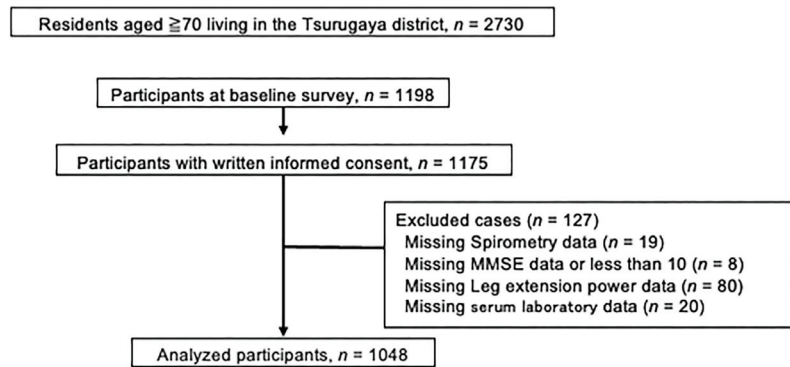 Residents aged ≧70 living in the Tsurugaya district, n = 2730
Participants at baseline survey, n = 1198
Participants with written informed consent, n = 1175
Excluded cases (n = 127)
Missing Spirometry data (n = 19)
Missing MMSE data or less than 10 (n = 8)
Missing Leg extension power data (n = 80)
Missing serum laboratory data (n = 20)
Analyzed participants, n = 1048